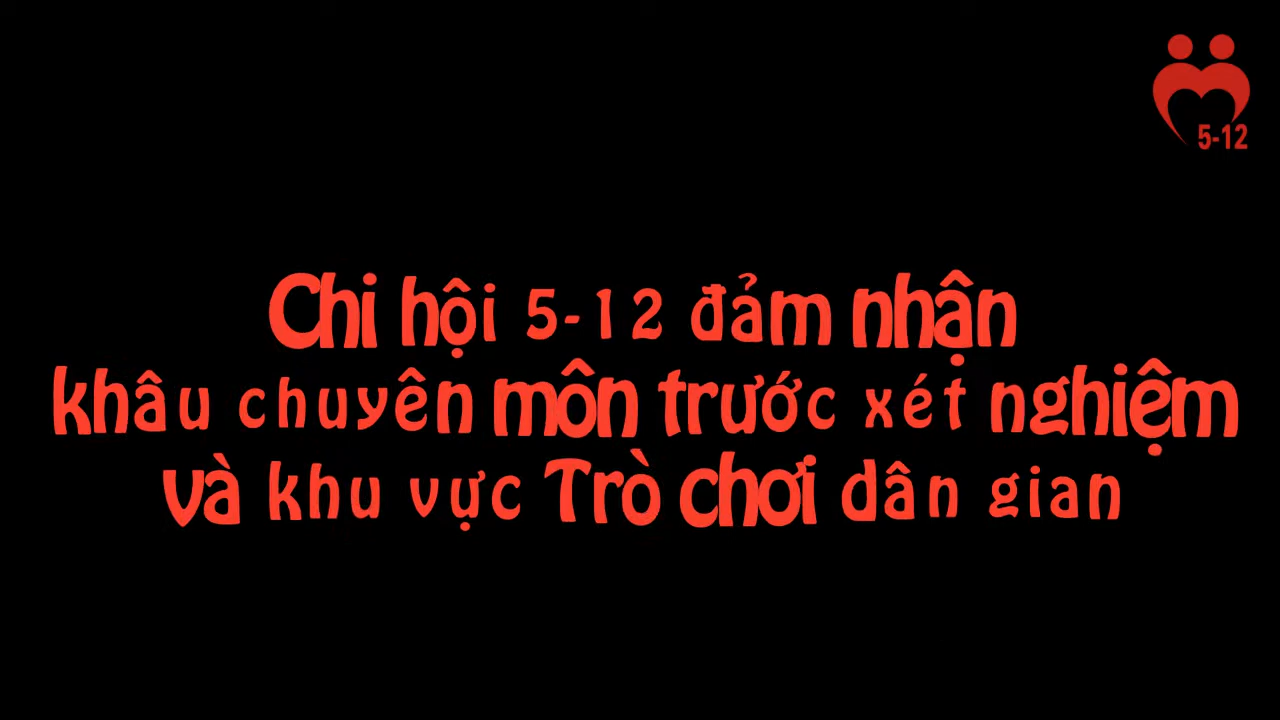 5-12
Chi hội 5-12 đảm nhận
khâu chuyên môn trước xét nghiệm
và khu vực Trò chơi dân gian